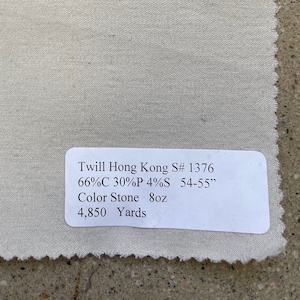 Twill Hong Kong S# 1376
66%C 30%P 4%S 54-55”
Color Stone 8oz
4,850 Yards